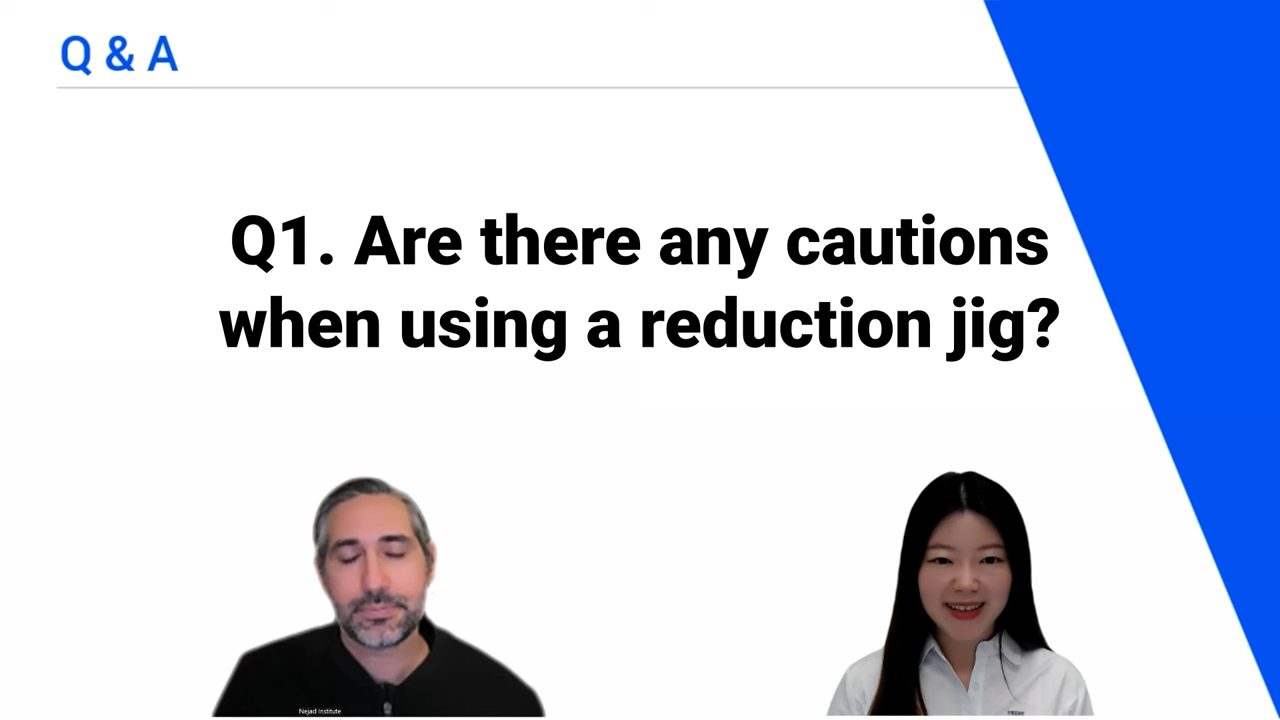 Q & A
Q1. Are there any cautions
when using a reduction jig?
Nejad Institute